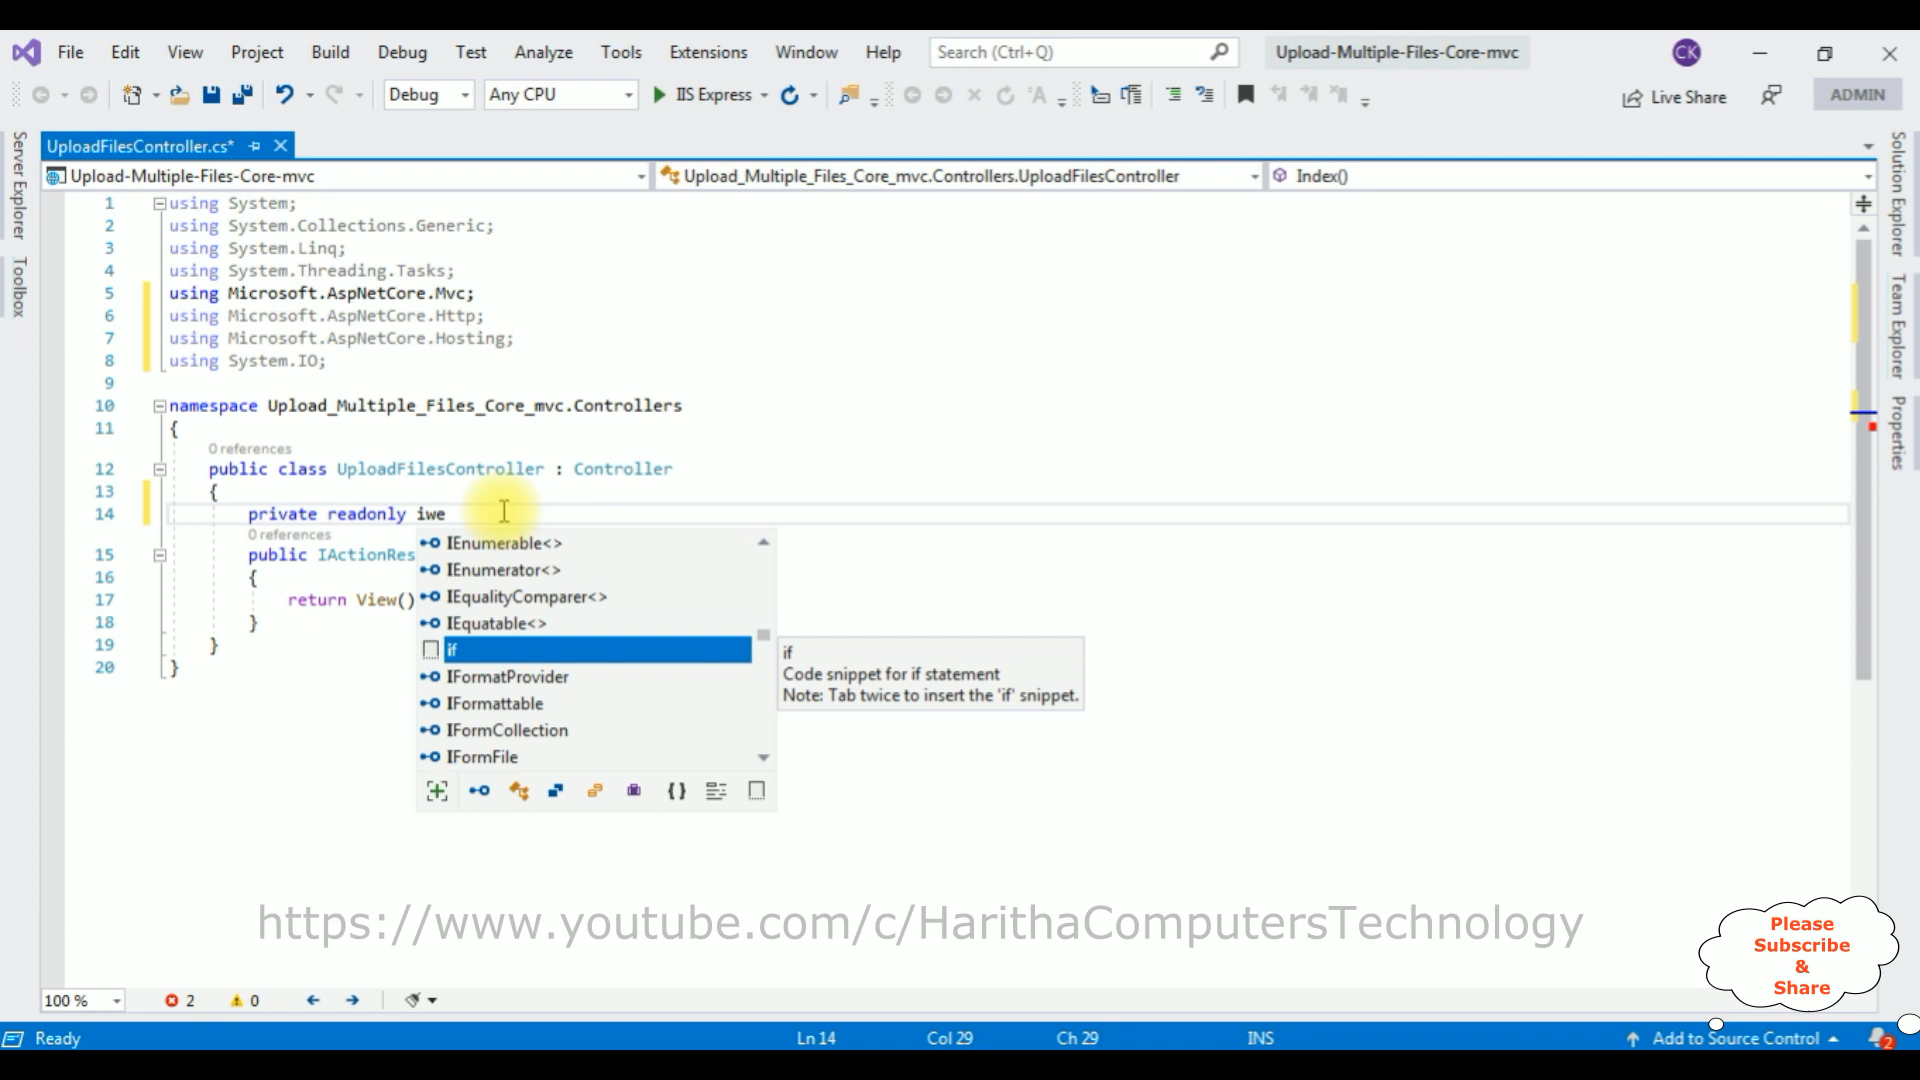 File Edit View Project Build Debug Test Analyze Tools Extensions Window Help Search (Ctrl+Q) Upload-Multiple-Files-Core-mvc CK
Debug Any CPU IIS Express Live Share ADMIN
Server Explorer
Toolbox
Solution Explorer
Team Explorer
Properties
UploadFilesController.cs*
Upload-Multiple-Files-Core-mvc Upload_Multiple_Files_Core_mvc.Controllers.UploadFilesController Index()
1 using System;
2 using System.Collections.Generic;
3 using System.Linq;
4 using System.Threading.Tasks;
5 using Microsoft.AspNetCore.Mvc;
6 using Microsoft.AspNetCore.Http;
7 using Microsoft.AspNetCore.Hosting;
8 using System.IO;
9
10 namespace Upload_Multiple_Files_Core_mvc.Controllers
11 {
0 references
12 public class UploadFilesController : Controller
13 {
14 private readonly iwe
0 references
15 public IActionRes
16 {
17 return View()
18 }
19 }
20 }
IEnumerable<>
IEnumerator<>
IEqualityComparer<>
IEquatable<>
if
IFormatProvider
IFormattable
IFormCollection
IFormFile
if
Code snippet for if statement
Note: Tab twice to insert the 'if' snippet.
https://www.youtube.com/c/HarithaComputersTechnology
Please
Subscribe
&
Share
100 % 2 0
Ready Ln 14 Col 29 Ch 29 INS Add to Source Control 2